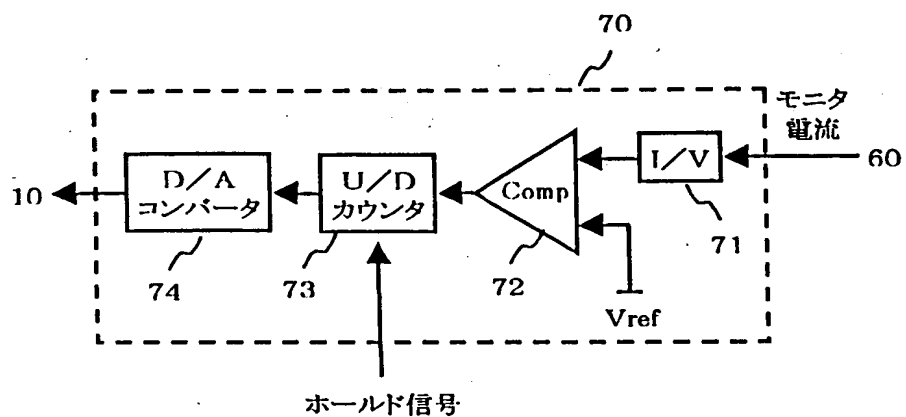 70
モニタ
電流
60
I/V
71
Comp
72
Vref
U/D
カウンタ
73
D/A
コンバータ
74
10
ホールド信号